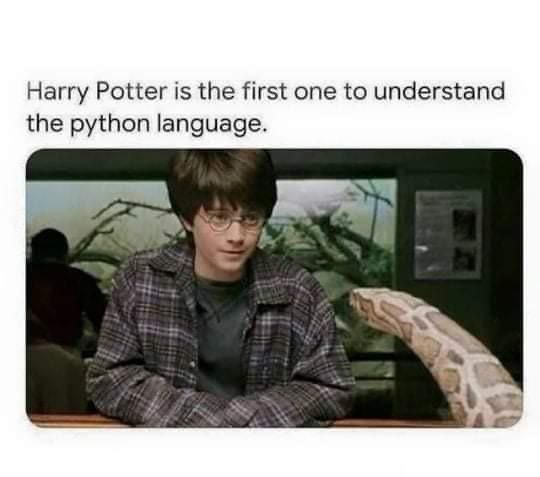 Harry Potter is the first one to understand
the python language.